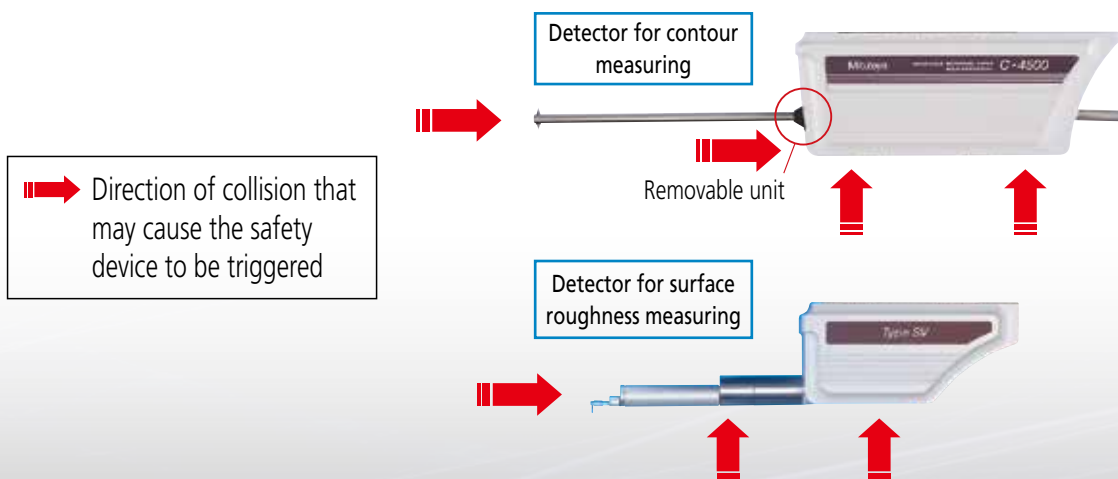 Detector for contour
measuring
Mitutoyo
C-4500
Removable unit
Direction of collision that
may cause the safety
device to be triggered
Detector for surface
roughness measuring
Type SV